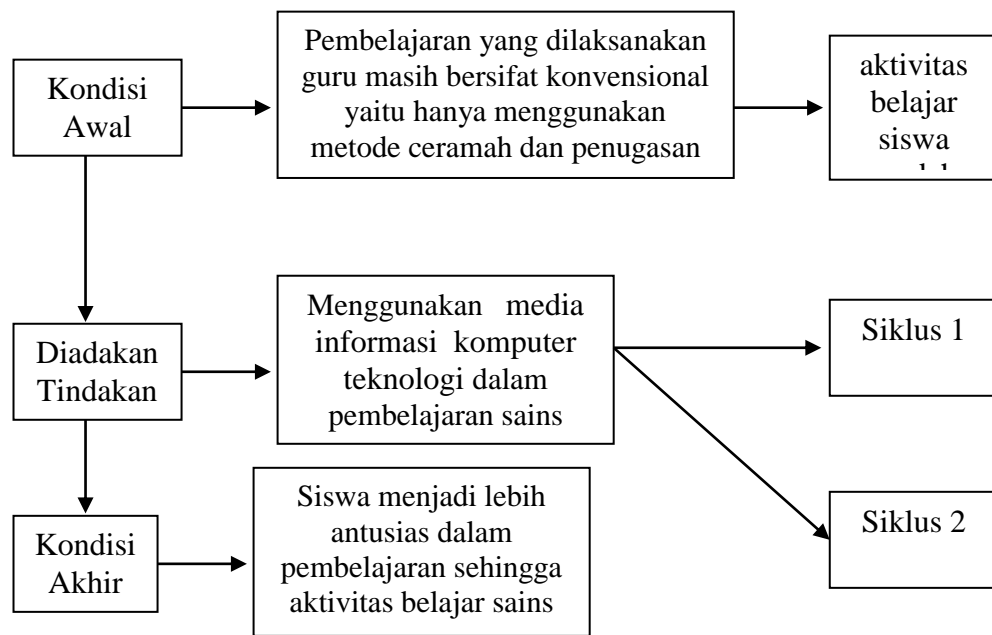 Kondisi
Awal
Pembelajaran yang dilaksanakan
guru masih bersifat konvensional
yaitu hanya menggunakan
metode ceramah dan penugasan
aktivitas
belajar
siswa
Diadakan
Tindakan
Menggunakan media
informasi komputer
teknologi dalam
pembelajaran sains
Siklus 1
Siklus 2
Kondisi
Akhir
Siswa menjadi lebih
antusias dalam
pembelajaran sehingga
aktivitas belajar sains